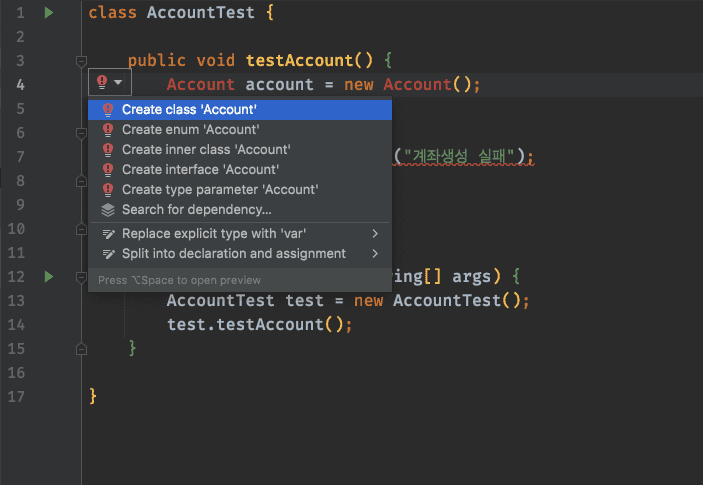 1 class AccountTest {
2
3 public void testAccount() {
4 Account account = new Account();
5 Create class 'Account'
Create enum 'Account'
6 Create inner class 'Account'
7 Create interface 'Account' ("계좌생성 실패");
8 Create type parameter 'Account'
9 Search for dependency...
10 Replace explicit type with 'var'
11 Split into declaration and assignment
12 Press ⌥Space to open preview ring[] args) {
13 AccountTest test = new AccountTest();
14 test.testAccount();
15 }
16
17 }